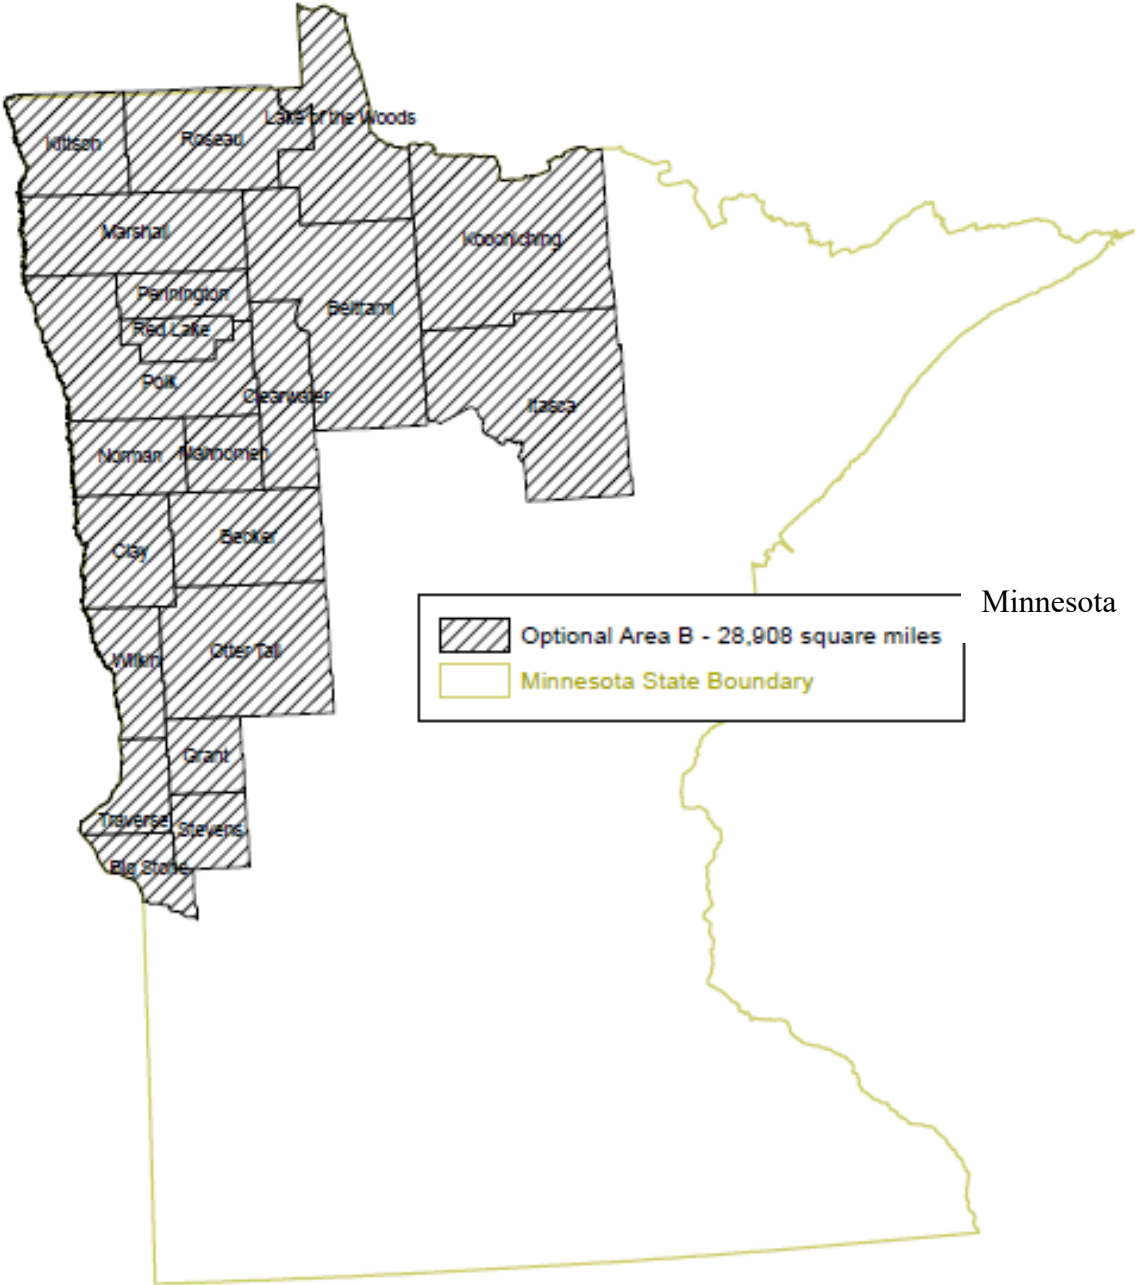 Lake of the Woods
Kittson
Roseau
Marshall
Koochiching
Pennington
Beltrami
Red Lake
Polk
Clearwater
Itasca
Norman
Mahnomen
Becker
Clay
Minnesota
Optional Area B - 28,908 square miles
Otter Tail
Wilkin
Minnesota State Boundary
Grant
Traverse
Stevens
Big Stone